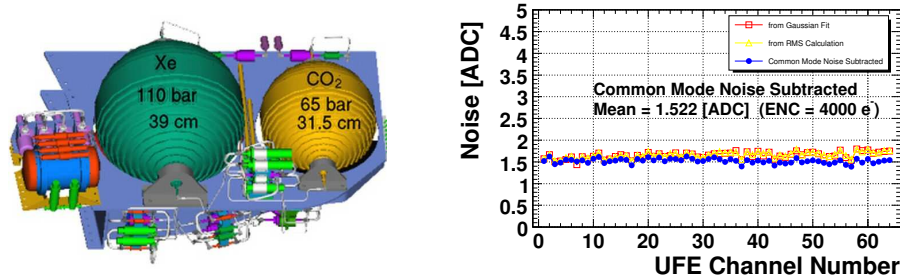 Xe
110 bar
39 cm
CO₂
65 bar
31.5 cm
Noise [ADC]
5
4.5
4
3.5
3
2.5
2
1.5
1
0.5
0
from Gaussian Fit
from RMS Calculation
Common Mode Noise Subtracted
Common Mode Noise Subtracted
Mean = 1.522 [ADC] (ENC = 4000 e⁻)
0 10 20 30 40 50 60
UFE Channel Number